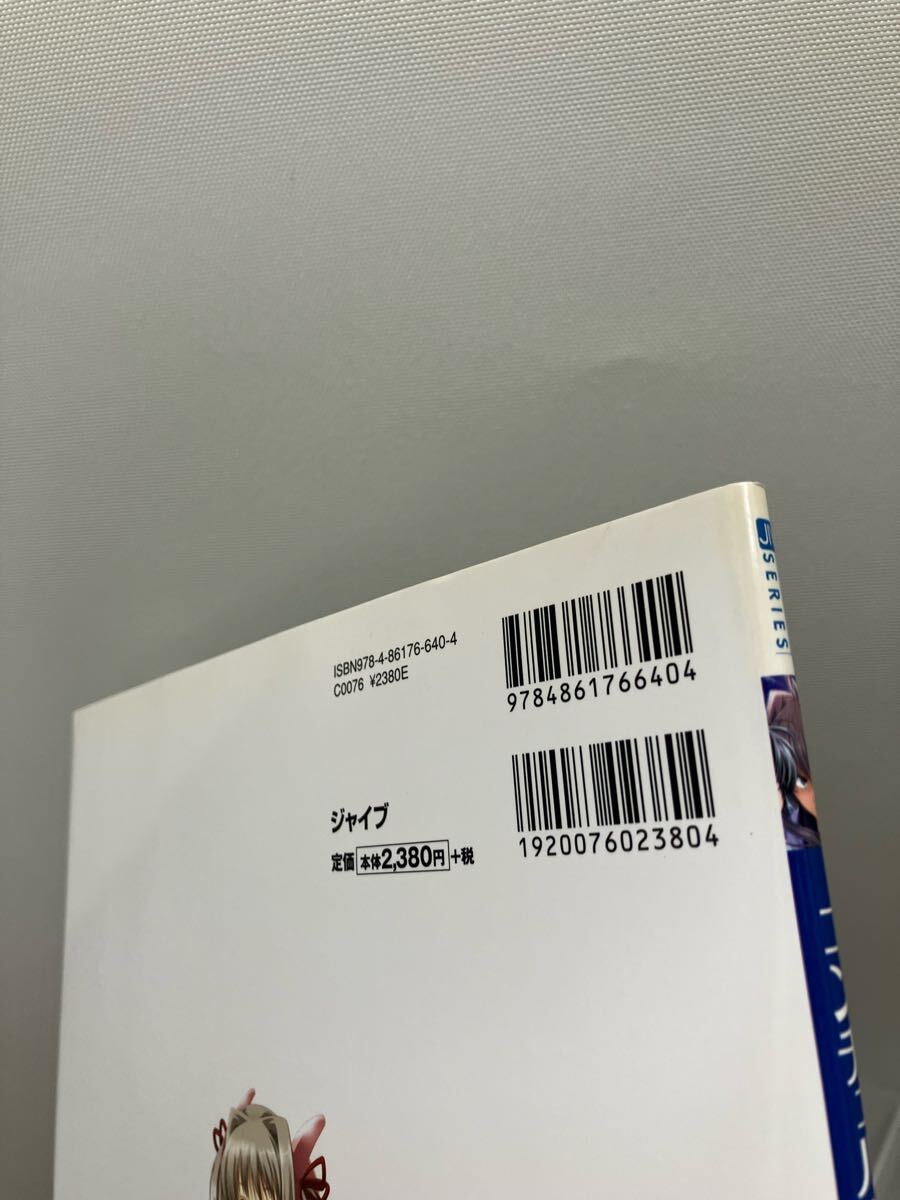 ISBN978-4-86176-640-4
C0076 ¥2380E
9784861766404
ジャイブ
定価 本体2,380円 +税
1920076023804
J
SERIES